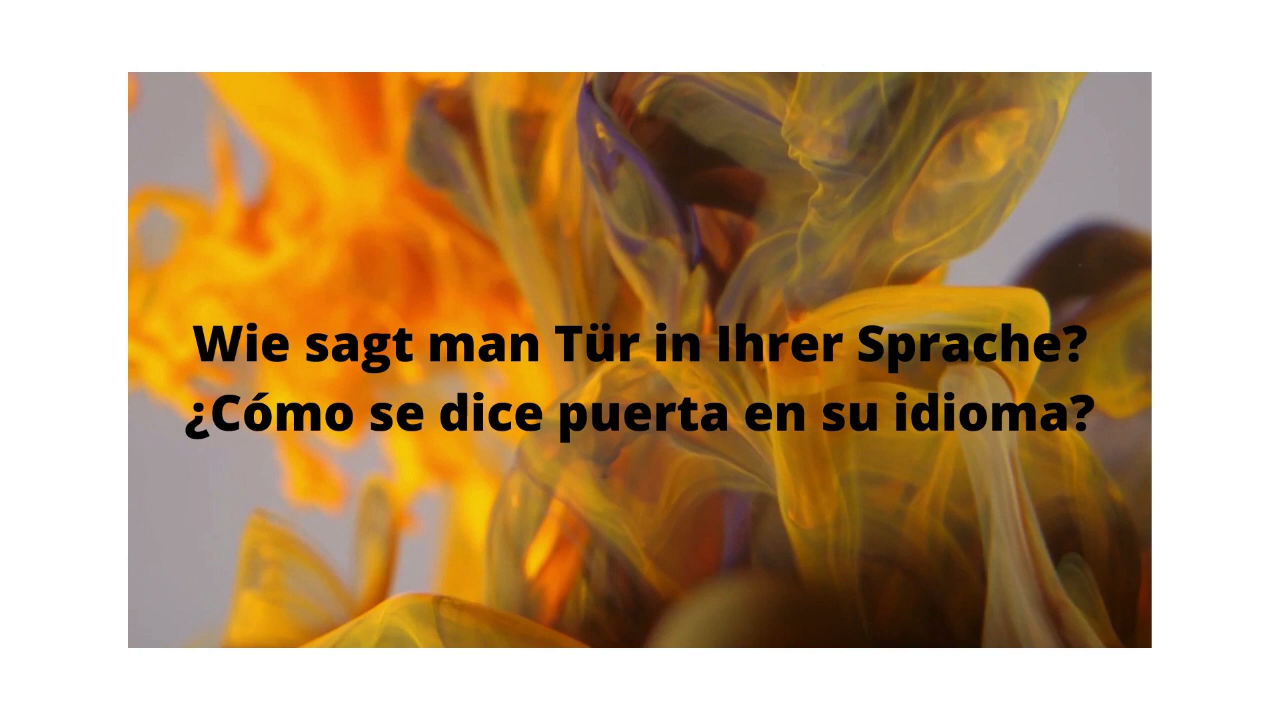 Wie sagt man Tür in Ihrer Sprache?
¿Cómo se dice puerta en su idioma?